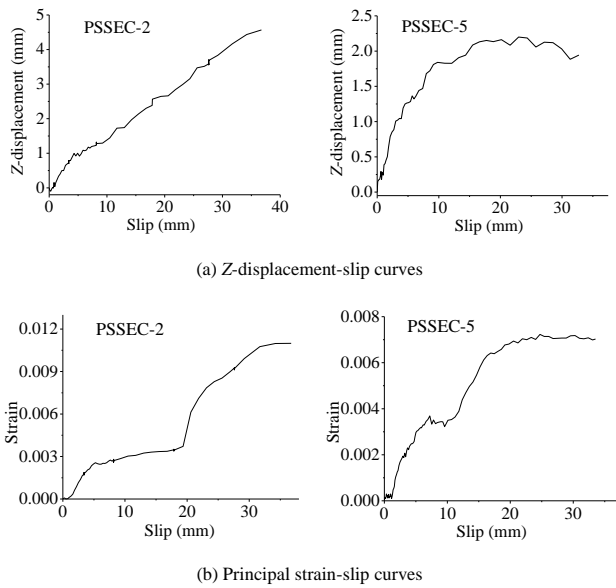 PSSEC-2
Z-displacement (mm)
5
4
3
2
1
0
0 10 20 30 40
Slip (mm)
PSSEC-5
Z-displacement (mm)
2.5
2.0
1.5
1.0
0.5
0.0
0 10 20 30
Slip (mm)
(a) Z-displacement-slip curves
PSSEC-2
Strain
0.012
0.009
0.006
0.003
0.000
0 10 20 30
Slip (mm)
PSSEC-5
Strain
0.008
0.006
0.004
0.002
0.000
0 10 20 30
Slip (mm)
(b) Principal strain-slip curves